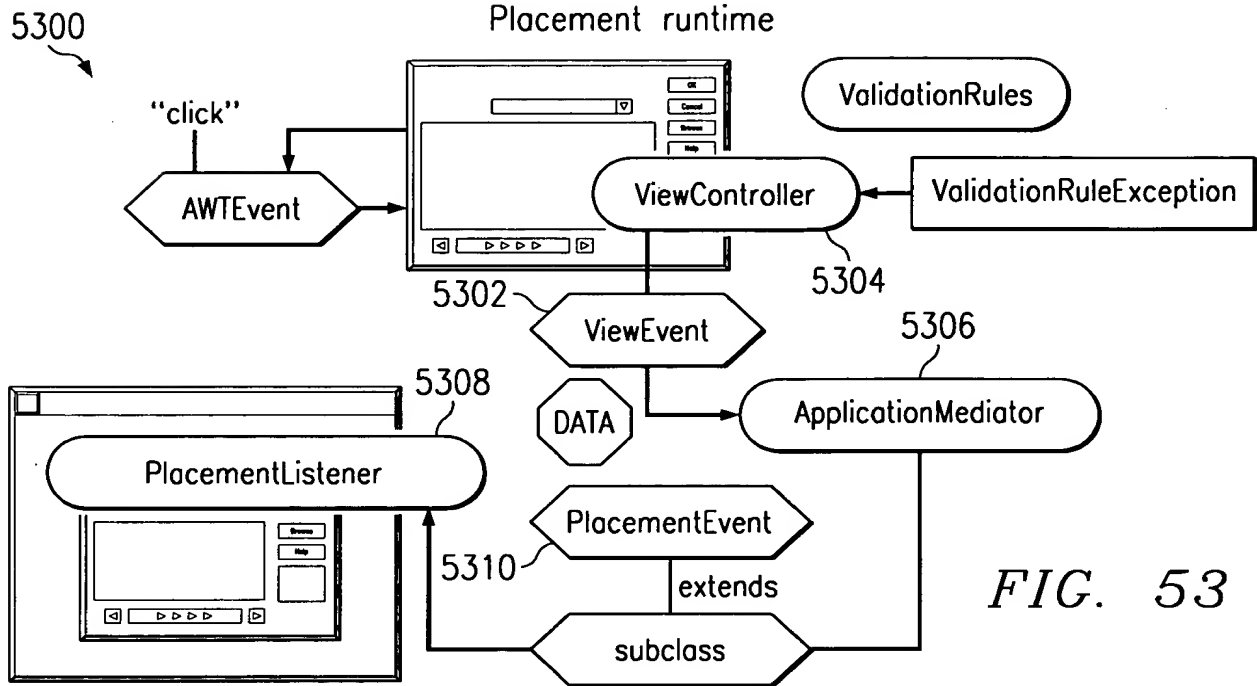 Placement runtime
5300
"click"
AWTEvent
OK
Cancel
Browse
Help
ValidationRules
ViewController
ValidationRuleException
5304
5302
ViewEvent
5306
DATA
ApplicationMediator
5308
PlacementListener
Browse
Help
PlacementEvent
5310
extends
subclass
FIG. 53